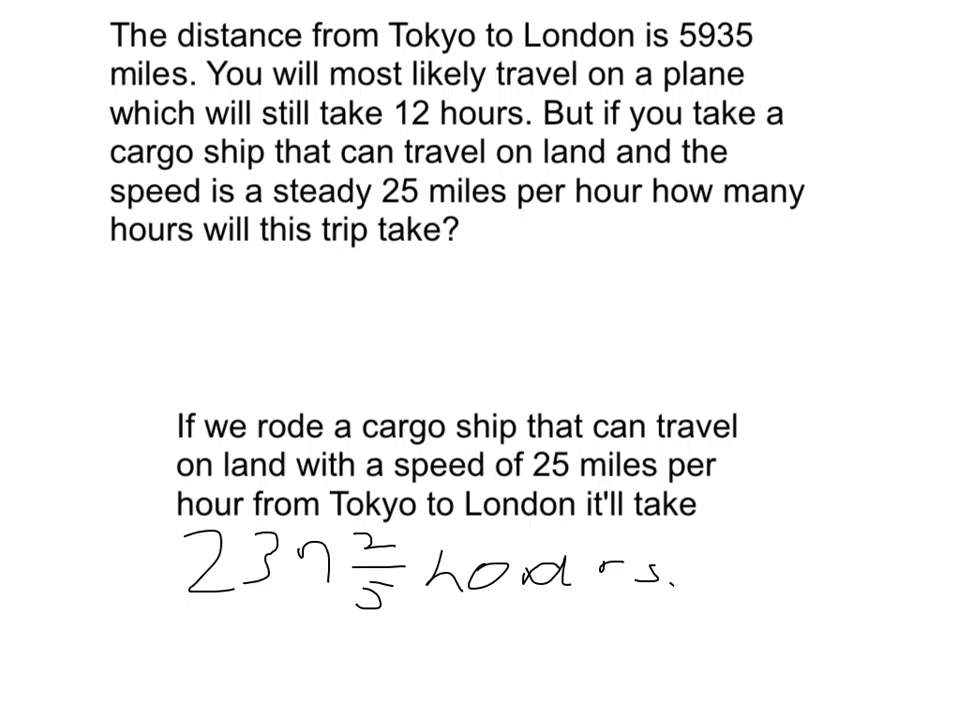 The distance from Tokyo to London is 5935
miles. You will most likely travel on a plane
which will still take 12 hours. But if you take a
cargo ship that can travel on land and the
speed is a steady 25 miles per hour how many
hours will this trip take?
If we rode a cargo ship that can travel
on land with a speed of 25 miles per
hour from Tokyo to London it'll take
237 2/5 hours.